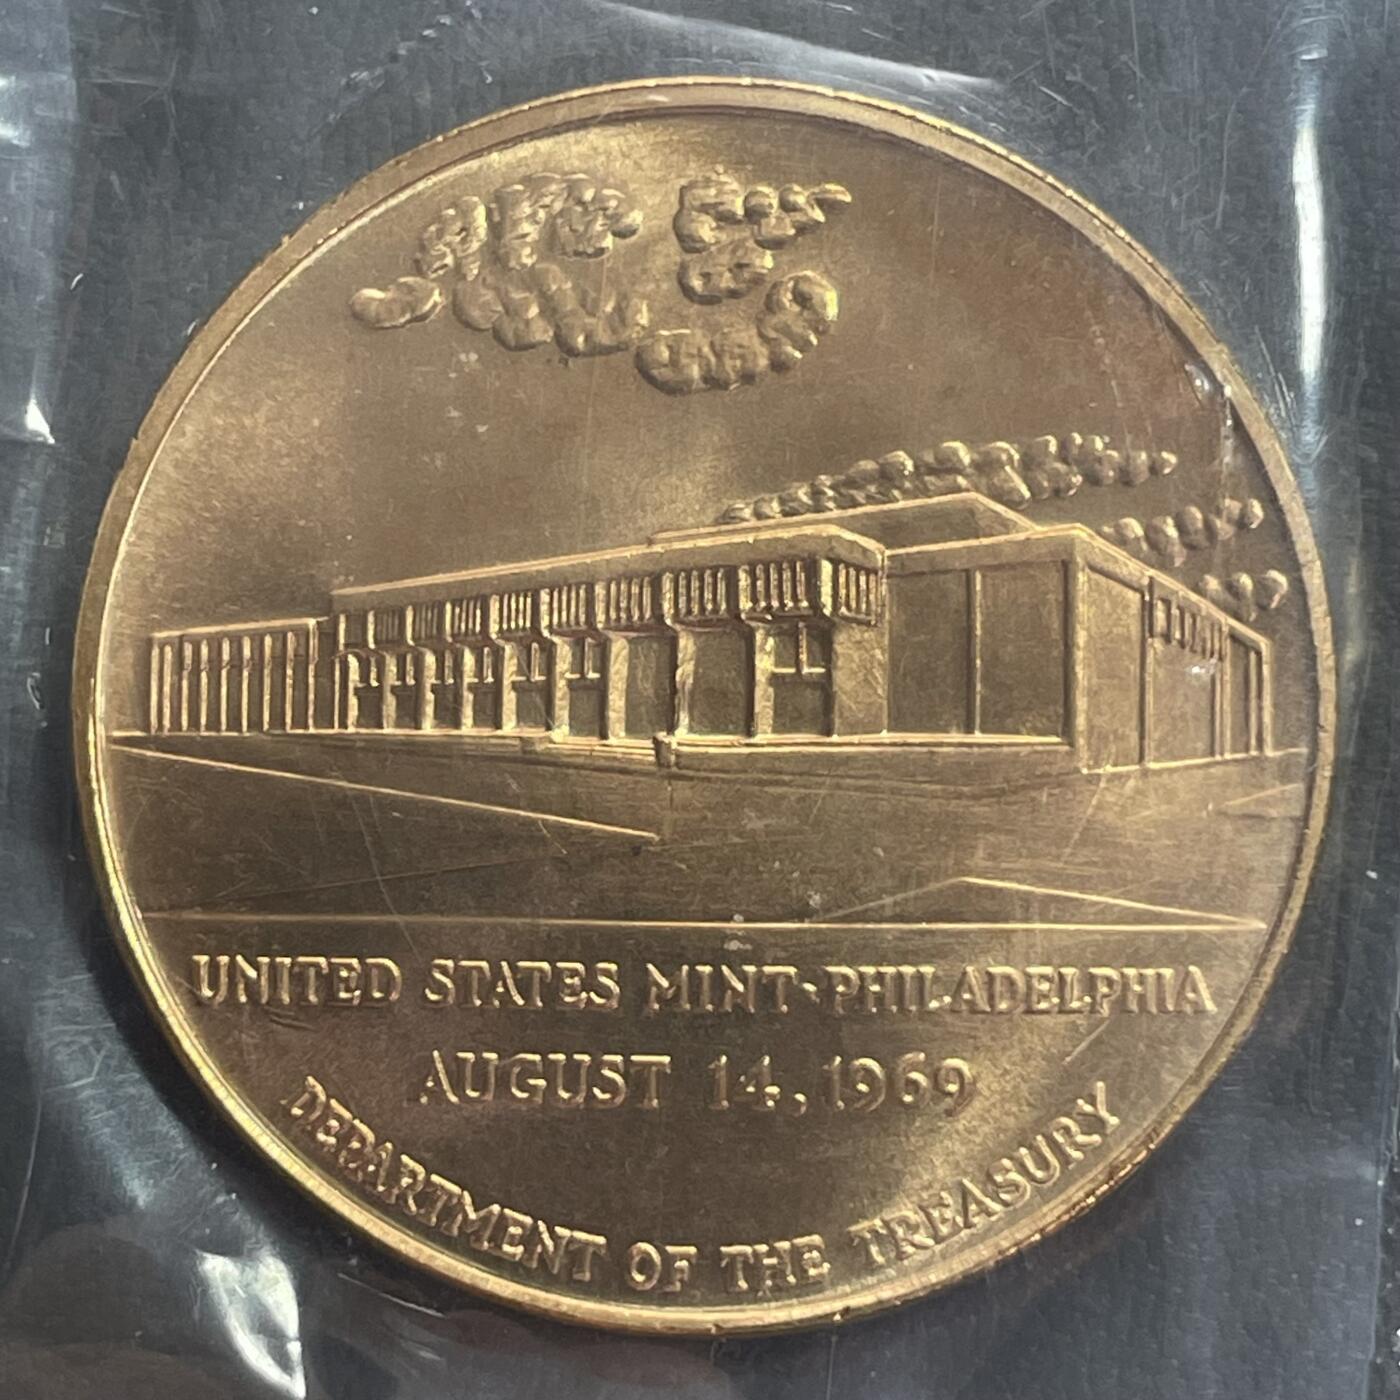 UNITED STATES MINT-PHILADELPHIA
AUGUST 14, 1969
DEPARTMENT OF THE TREASURY